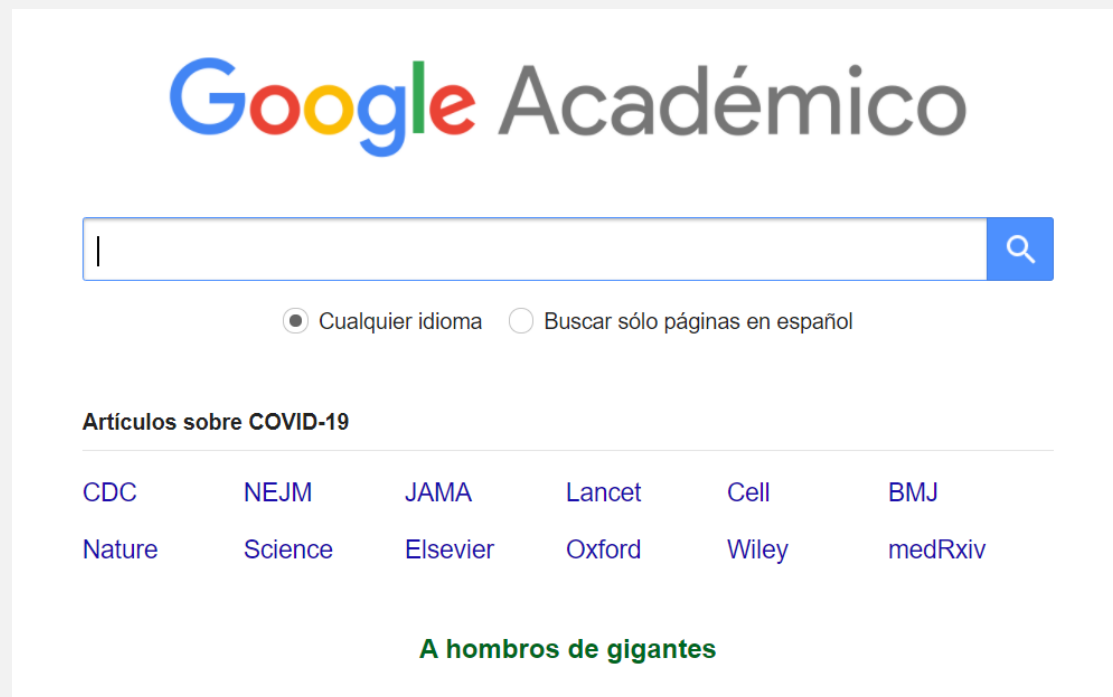 Google Académico
Cualquier idioma Buscar sólo páginas en español
Artículos sobre COVID-19
CDC NEJM JAMA Lancet Cell BMJ
Nature Science Elsevier Oxford Wiley medRxiv
A hombros de gigantes